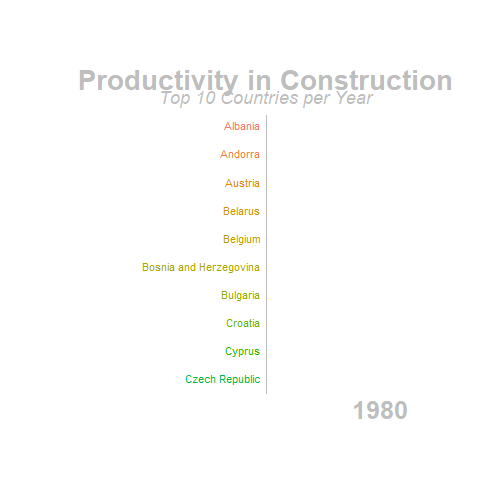 Productivity in Construction
Top 10 Countries per Year
Albania
Andorra
Austria
Belarus
Belgium
Bosnia and Herzegovina
Bulgaria
Croatia
Cyprus
Czech Republic
1980